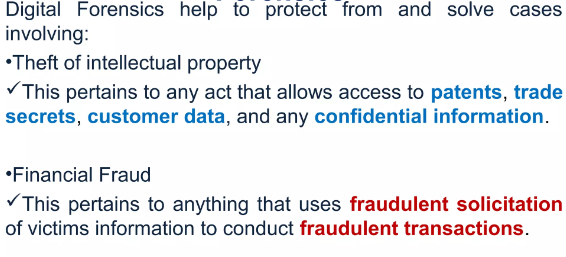 Digital Forensics help to protect from and solve cases
involving:
•Theft of intellectual property
✓This pertains to any act that allows access to patents, trade
secrets, customer data, and any confidential information.
•Financial Fraud
✓This pertains to anything that uses fraudulent solicitation
of victims information to conduct fraudulent transactions.